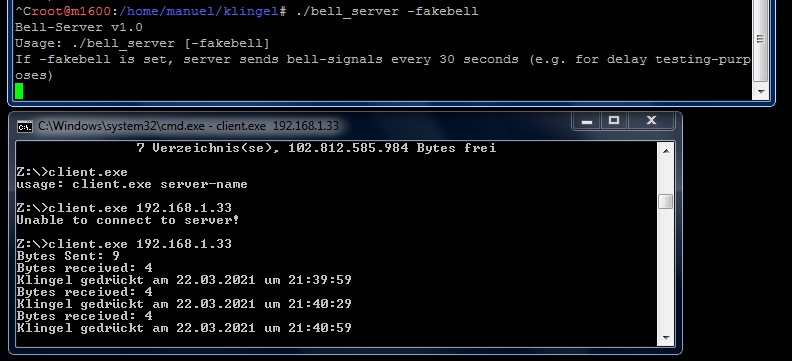 ^Croot@m1600:/home/manuel/klingel# ./bell_server -fakebell
Bell-Server v1.0
Usage: ./bell_server [-fakebell]
If -fakebell is set, server sends bell-signals every 30 seconds (e.g. for delay testing-purp
oses)
C:\Windows\system32\cmd.exe - client.exe 192.168.1.33
7 Verzeichnis(se), 102.812.585.984 Bytes frei
Z:\>client.exe
usage: client.exe server-name
Z:\>client.exe 192.168.1.33
Unable to connect to server!
Z:\>client.exe 192.168.1.33
Bytes Sent: 9
Bytes received: 4
Klingel gedrückt am 22.03.2021 um 21:39:59
Bytes received: 4
Klingel gedrückt am 22.03.2021 um 21:40:29
Bytes received: 4
Klingel gedrückt am 22.03.2021 um 21:40:59